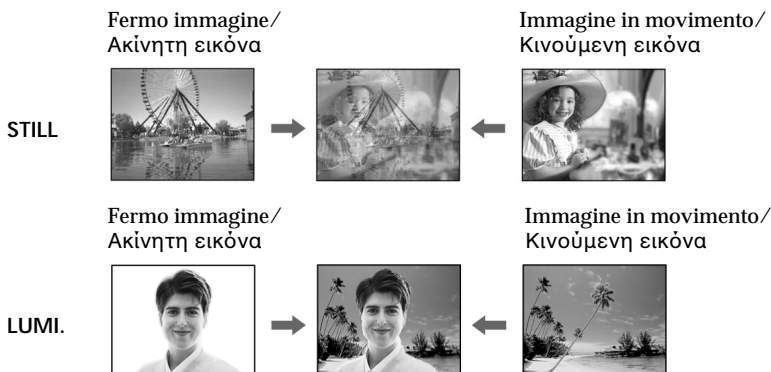 Fermo immagine/
Ακίνητη εικόνα
Immagine in movimento/
Κινούμενη εικόνα
STILL
Fermo immagine/
Ακίνητη εικόνα
Immagine in movimento/
Κινούμενη εικόνα
LUMI.